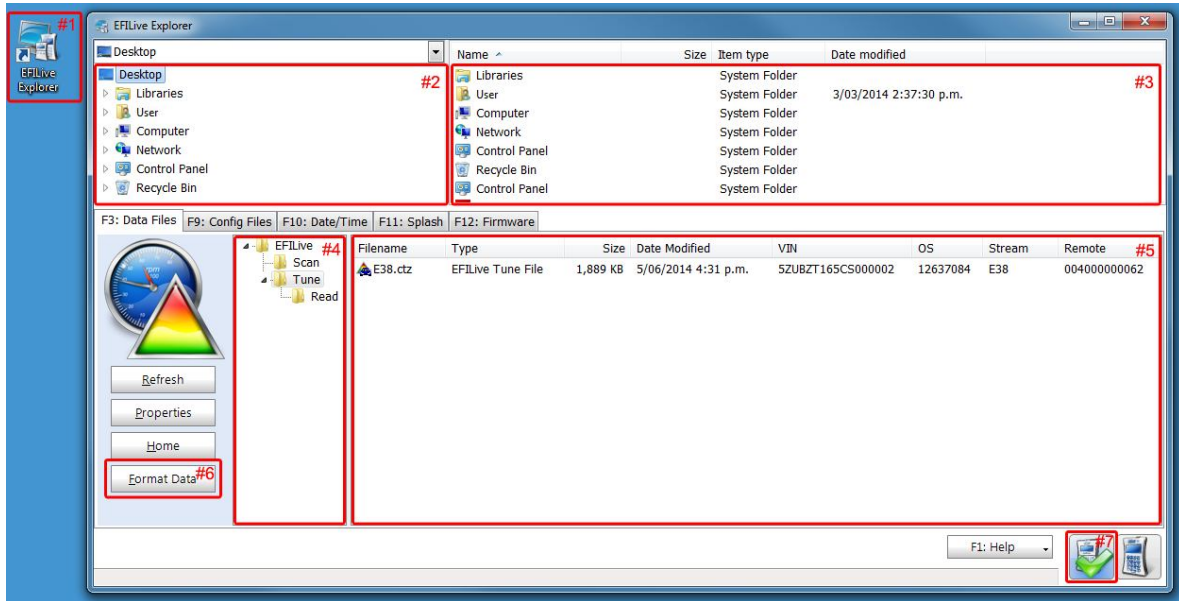 #1
EFILive
Explorer
EFILive Explorer
Desktop
Name Size Item type Date modified
Desktop
#2
Libraries
User
Computer
Network
Control Panel
Recycle Bin
#3
Libraries System Folder
User System Folder 3/03/2014 2:37:30 p.m.
Computer System Folder
Network System Folder
Control Panel System Folder
Recycle Bin System Folder
Control Panel System Folder
F3: Data Files F9: Config Files F10: Date/Time F11: Splash F12: Firmware
rpm
Refresh
Properties
Home
Format Data #6
EFILive #4
Scan
Tune
Read
Filename Type Size Date Modified VIN OS Stream Remote #5
E38.ctz EFILive Tune File 1,889 KB 5/06/2014 4:31 p.m. 5ZUBZT165CS000002 12637084 E38 004000000062
F1: Help
#7